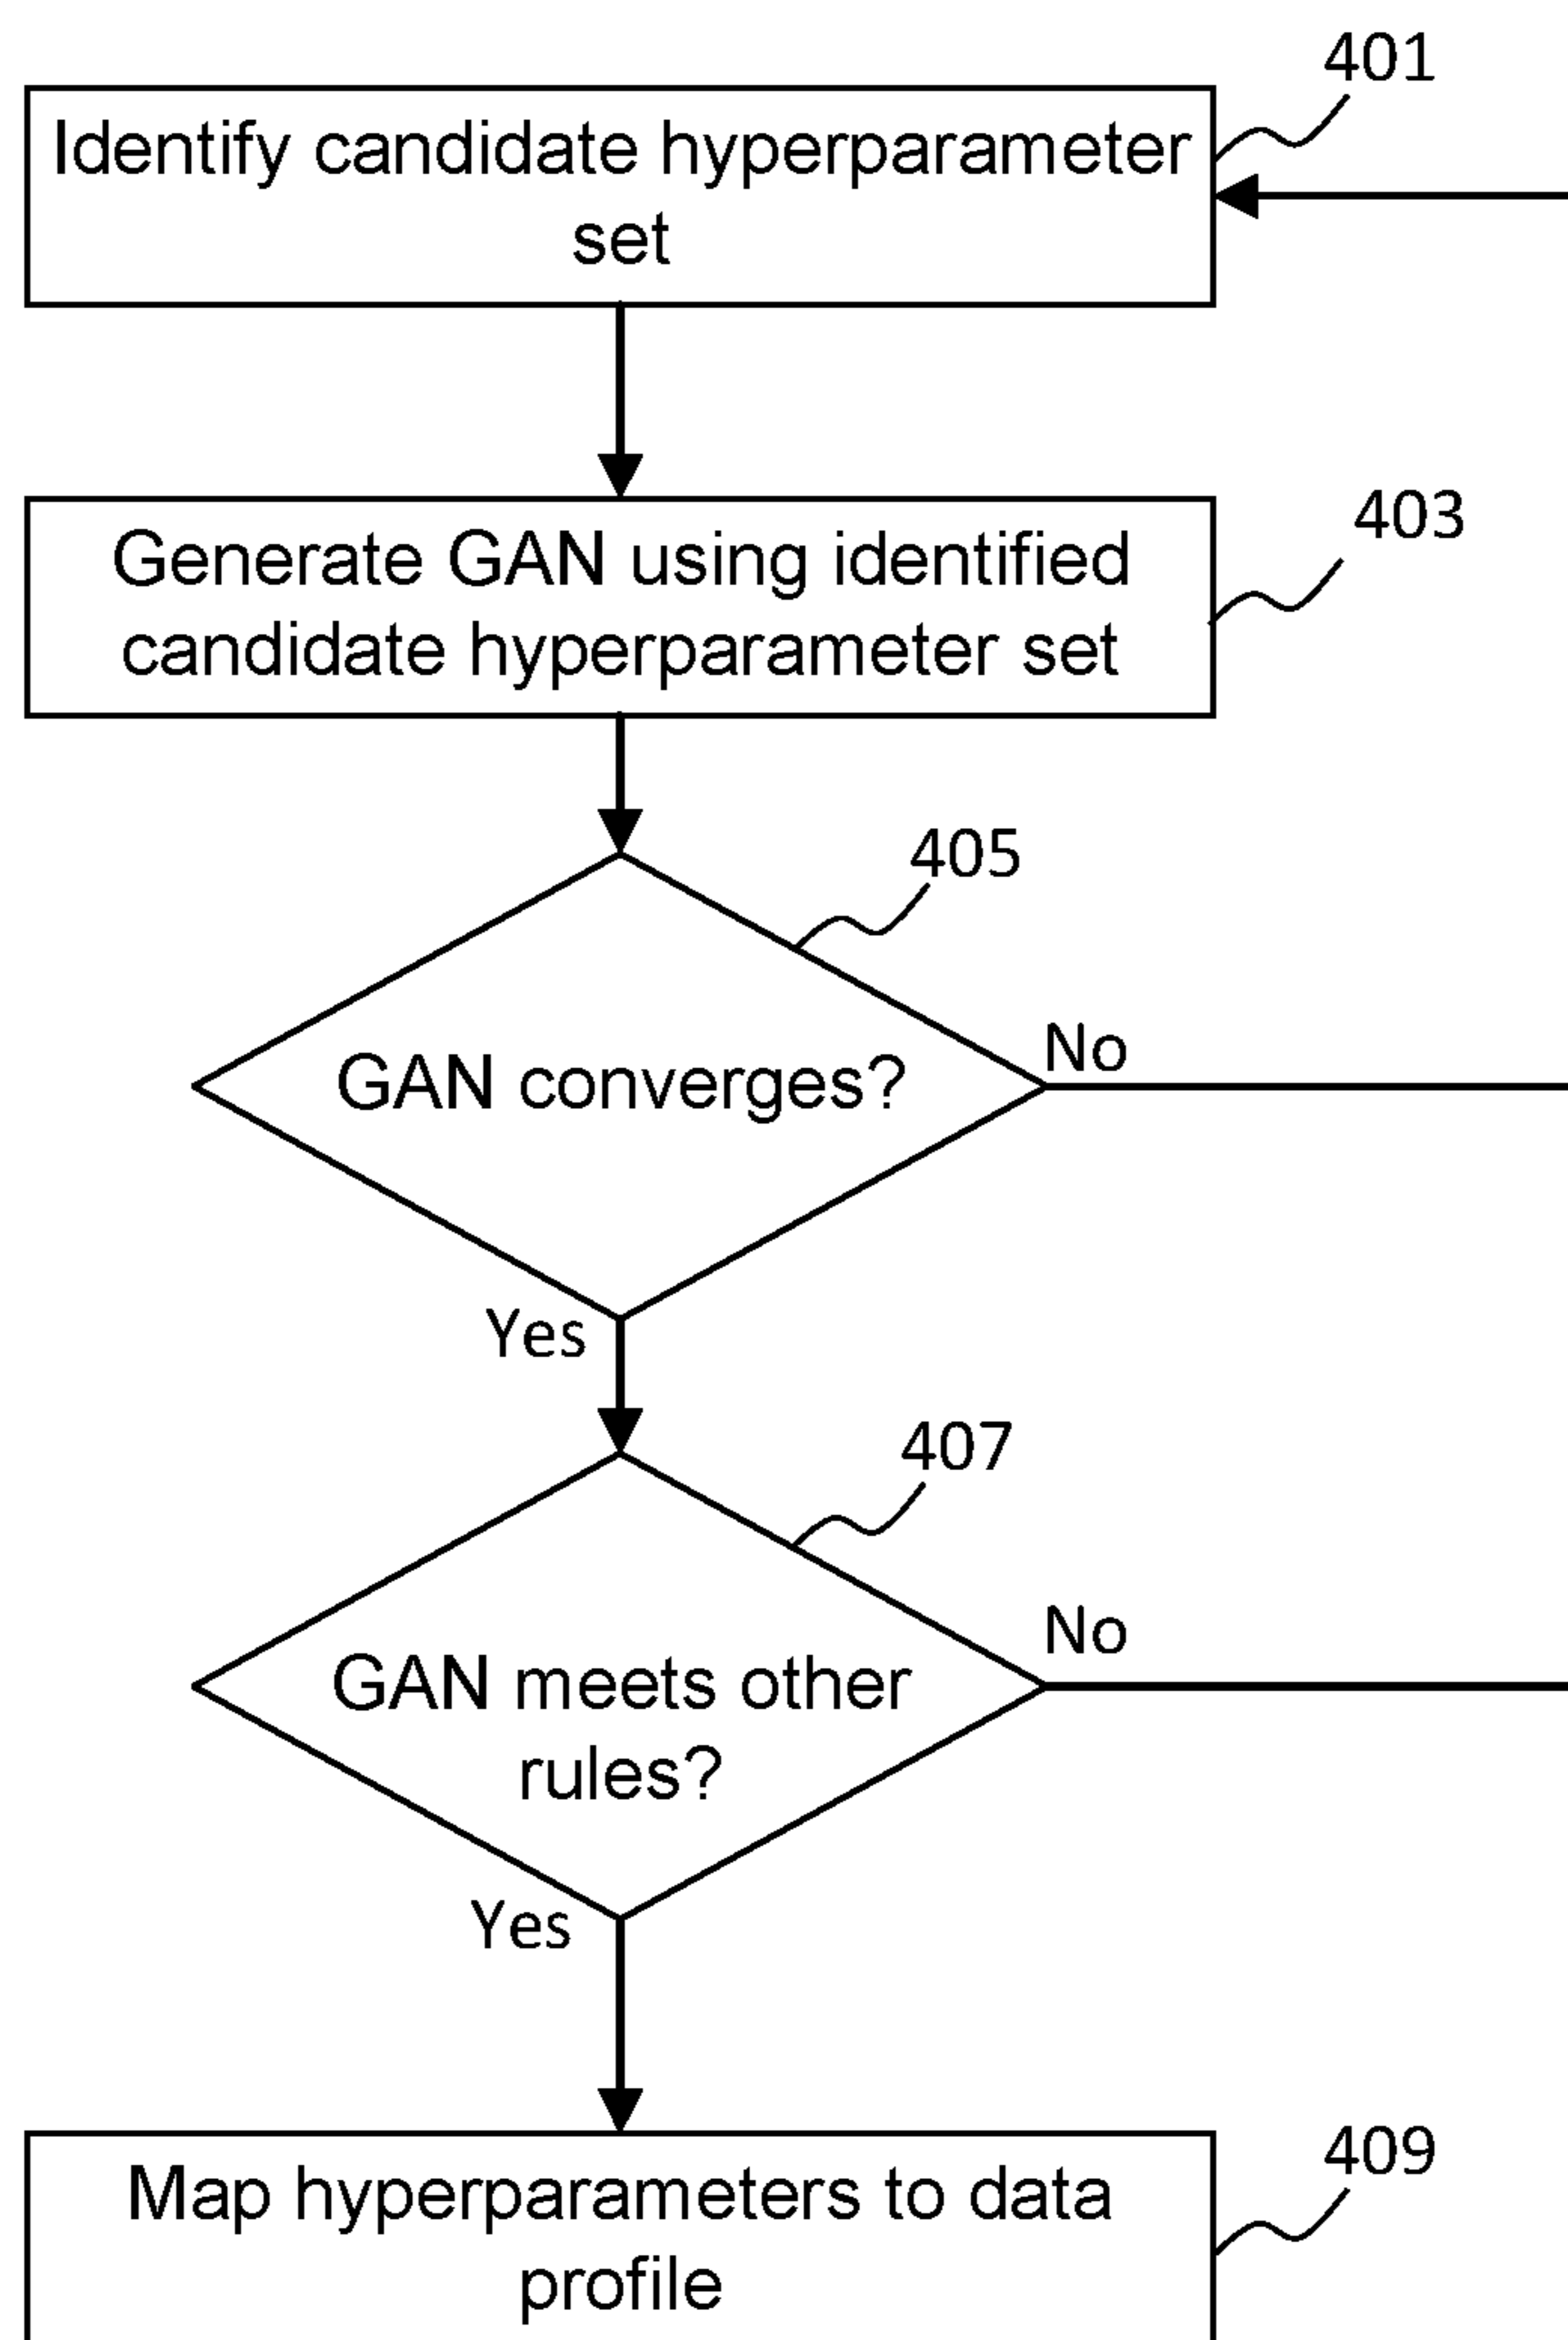 401
Identify candidate hyperparameter
set
403
Generate GAN using identified
candidate hyperparameter set
405
GAN converges?
No
Yes
407
GAN meets other
rules?
No
Yes
409
Map hyperparameters to data
profile